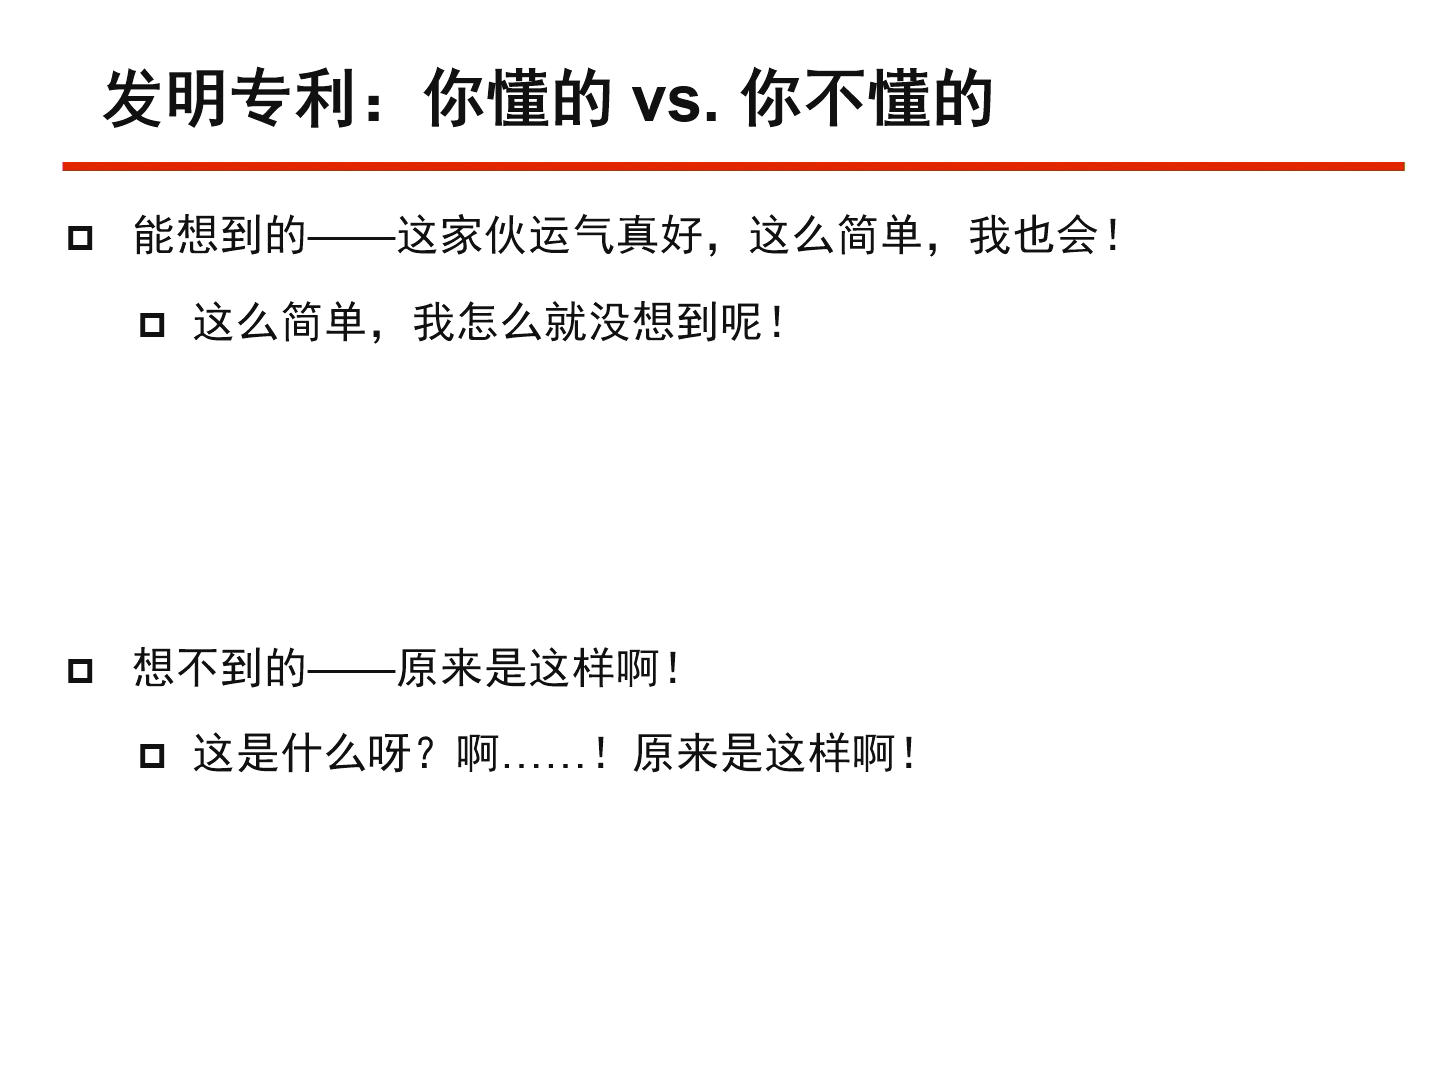 发明专利：你懂的 vs. 你不懂的
能想到的——这家伙运气真好，这么简单，我也会！
这么简单，我怎么就没想到呢！
想不到的——原来是这样啊！
这是什么呀？啊……！原来是这样啊！